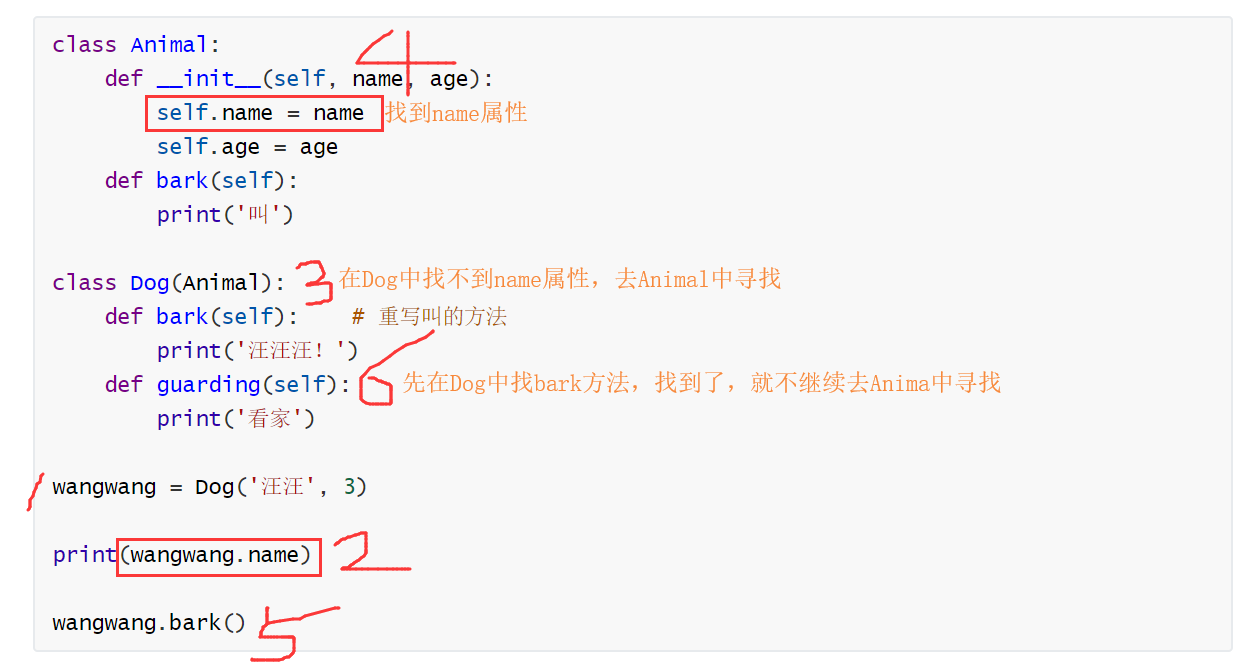 class Animal:
def __init__(self, name, age): 4
self.name = name 找到name属性
self.age = age
def bark(self):
print('叫')
class Dog(Animal): 3 在Dog中找不到name属性，去Animal中寻找
def bark(self): # 重写叫的方法
print('汪汪汪！')
def guarding(self): 6 先在Dog中找bark方法，找到了，就不继续去Anima中寻找
print('看家')
1 wangwang = Dog('汪汪', 3)
print(wangwang.name) 2
wangwang.bark() 5